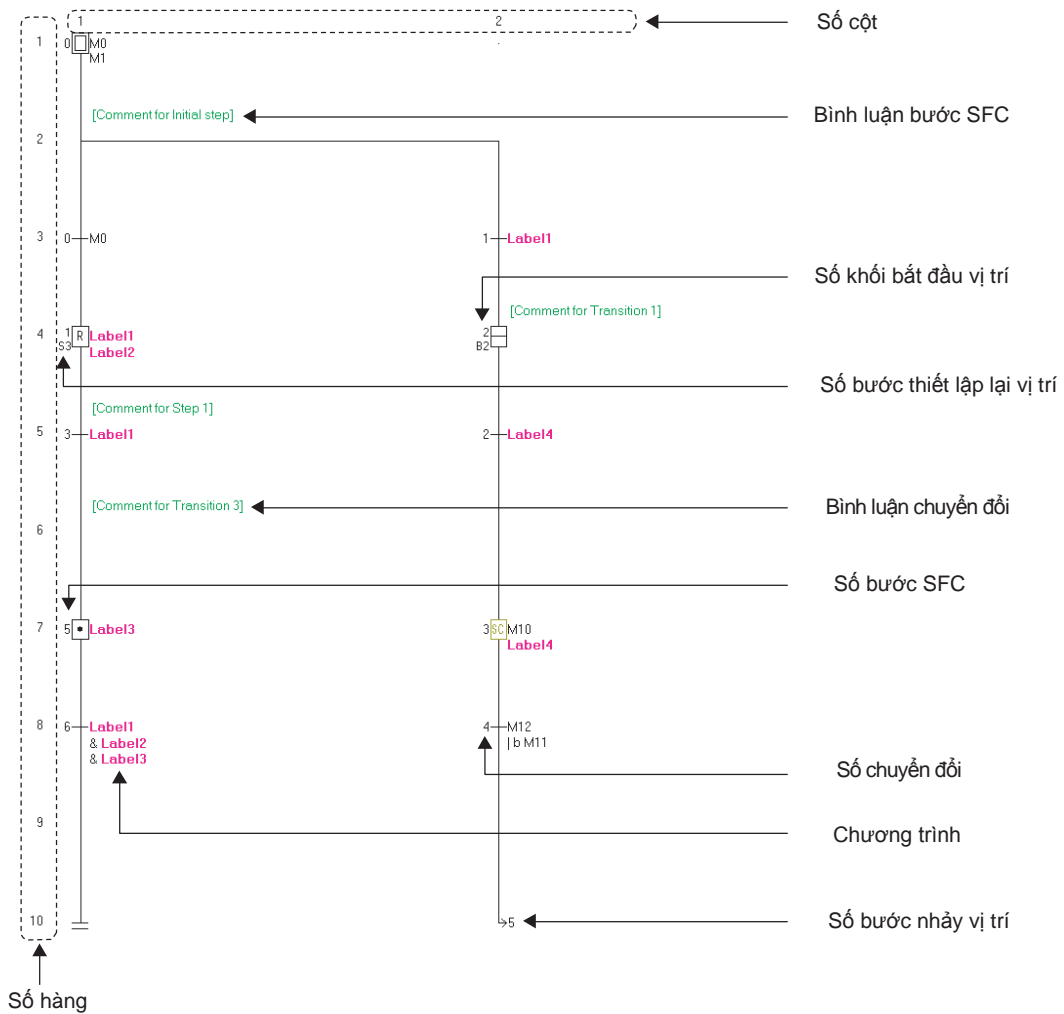 1 2 Số cột
1 0 M0
M1
[Comment for Initial step] Bình luận bước SFC
2
3 0 M0 1 Label1
Số khối bắt đầu vị trí
[Comment for Transition 1]
4 1 R Label1 2
S3 Label2 B2
Số bước thiết lập lại vị trí
[Comment for Step 1]
5 3 Label1 2 Label4
[Comment for Transition 3] Bình luận chuyển đổi
6
Số bước SFC
7 5 Label3 3 SC M10
Label4
8 6 Label1 4 M12
& Label2 | b M11
& Label3
Số chuyển đổi
9
Chương trình
10 5 Số bước nhảy vị trí
Số hàng